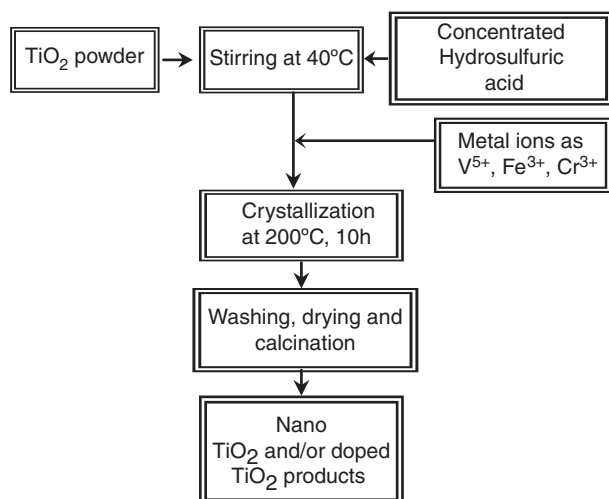 TiO₂ powder
Stirring at 40ºC
Concentrated
Hydrosulfuric
acid
Metal ions as
V⁵⁺, Fe³⁺, Cr³⁺
Crystallization
at 200ºC, 10h
Washing, drying and
calcination
Nano
TiO₂ and/or doped
TiO₂ products